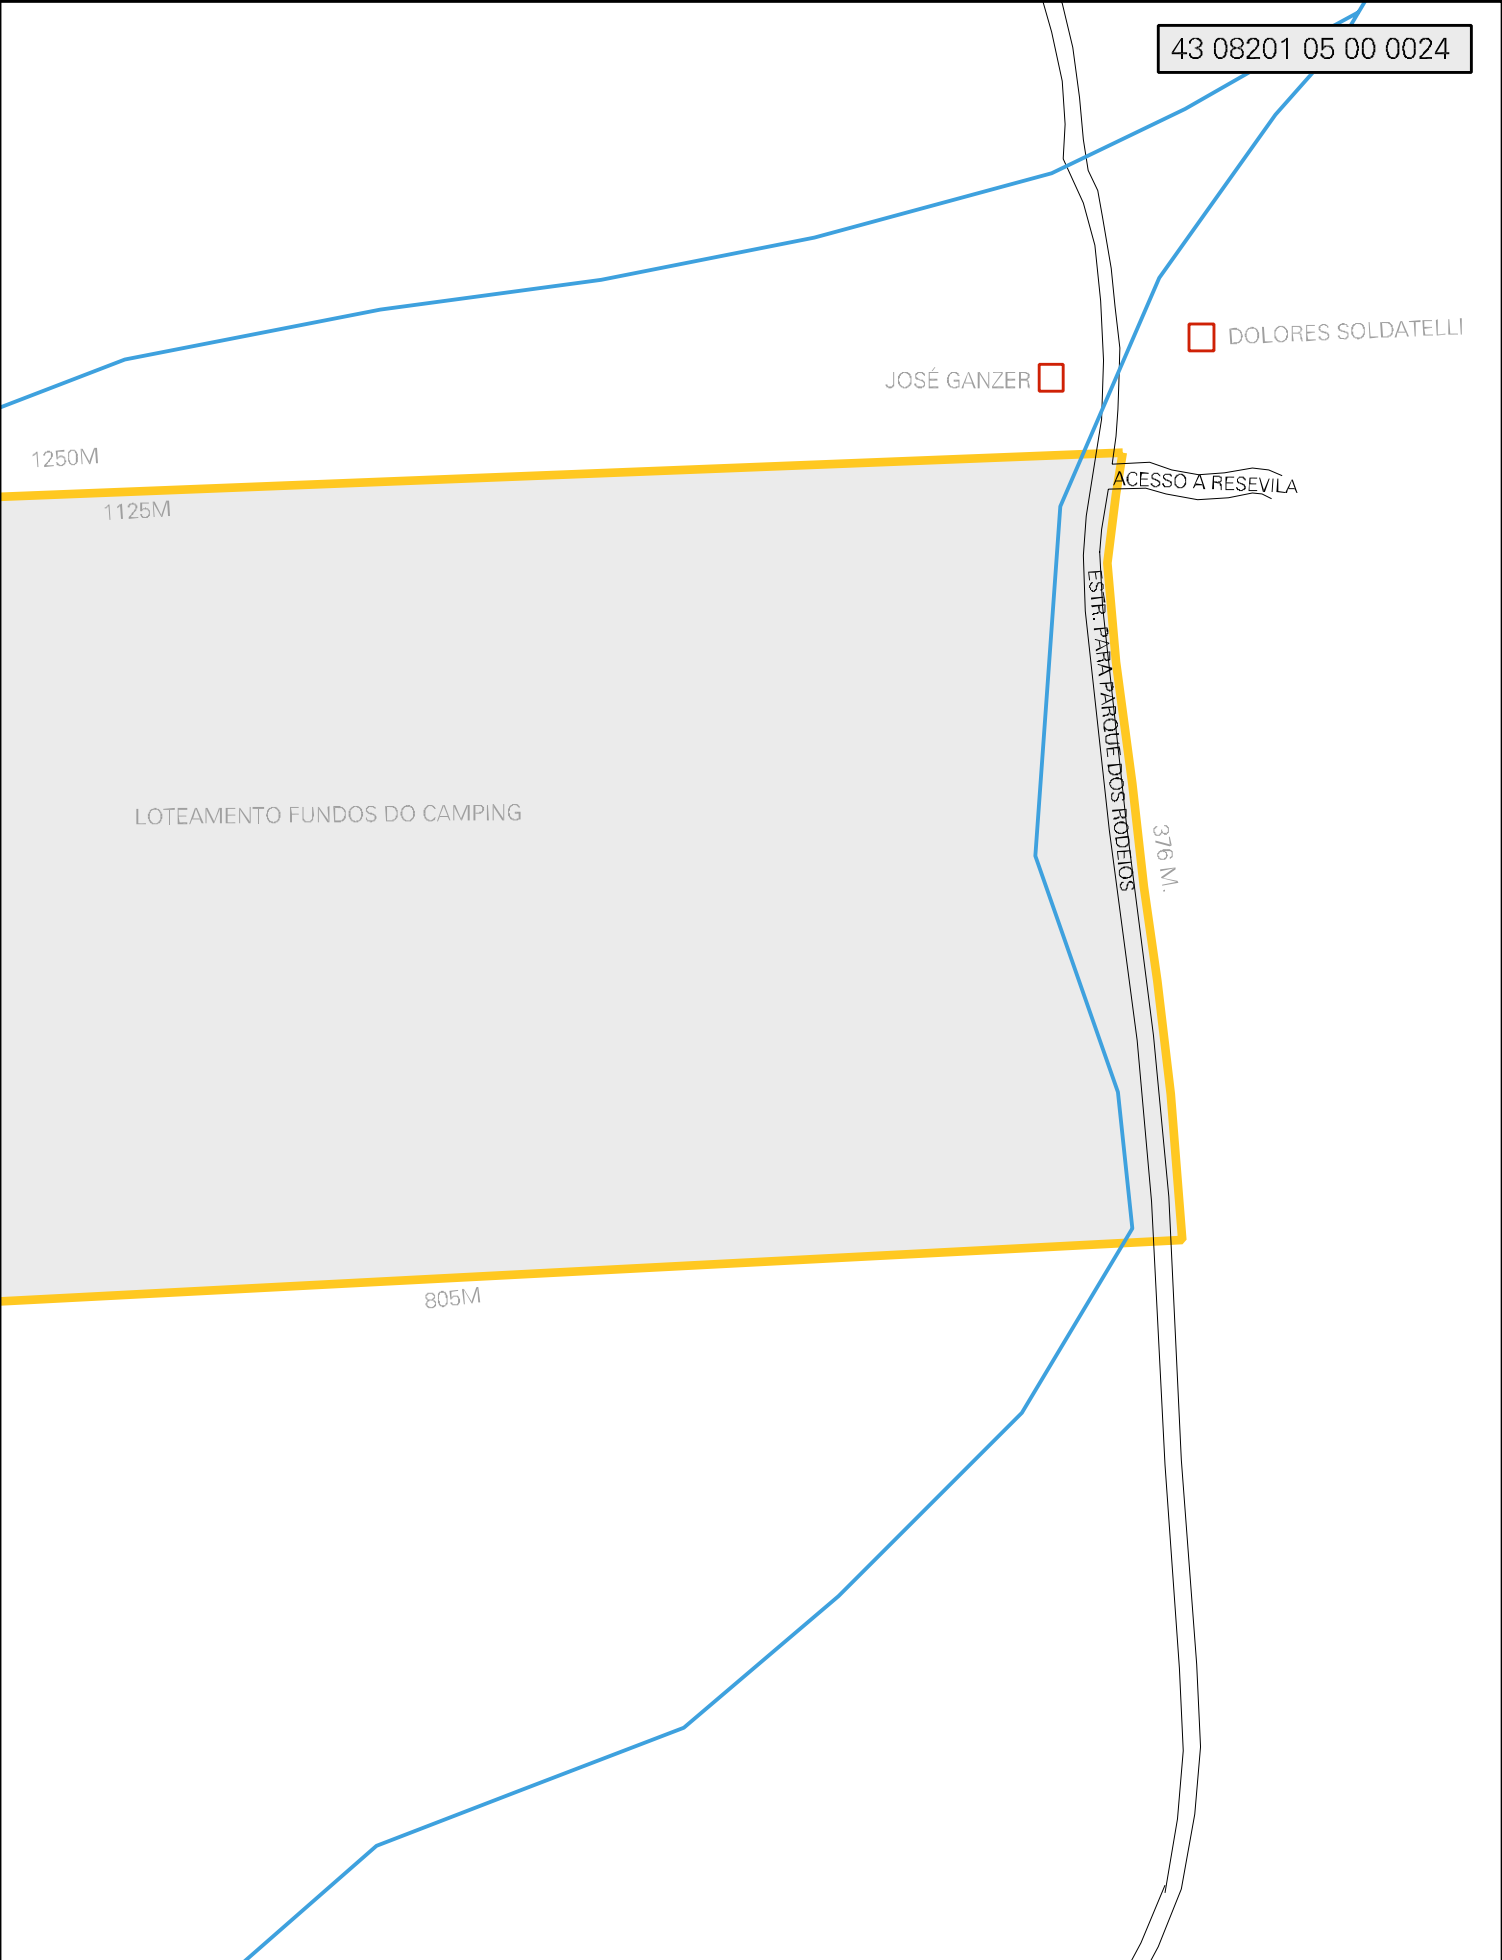 43 08201 05 00 0024
DOLORES SOLDATELLI
JOSÉ GANZER
1250M
1125M
ACESSO A RESEVILA
ESTR. PARA PARQUE DOS RODEIOS
LOTEAMENTO FUNDOS DO CAMPING
376 M.
805M